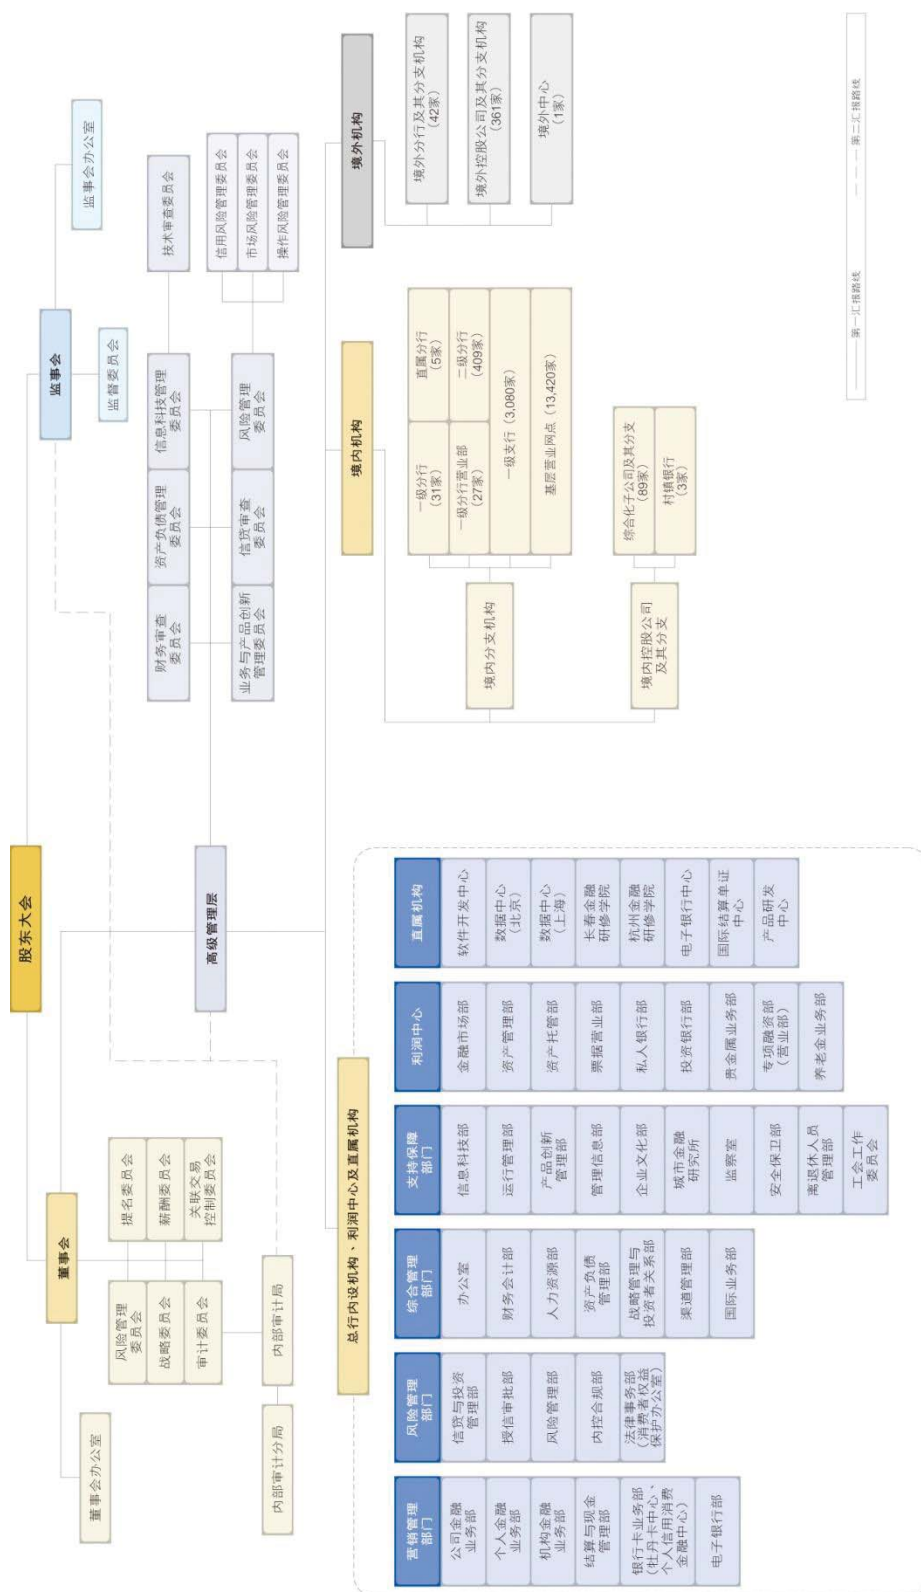 股东大会
董事会
监事会
董事会办公室
监督委员会
监事会办公室
风险管理
委员会
提名委员会
战略委员会
薪酬委员会
审计委员会
关联交易
控制委员会
内部审计局
内部审计分局
高级管理层
财务审查
委员会
资产负债管理
委员会
信息科技管理
委员会
技术审查委员会
业务与产品创新
管理委员会
信贷审查
委员会
风险管理
委员会
信用风险管理委员会
市场风险管理委员会
操作风险管理委员会
总行内设机构、利润中心及直属机构
境内机构
境外机构
营销管理
部门
公司金融
业务部
个人金融
业务部
机构金融
业务部
结算与现金
管理部
银行卡业务部
(牡丹卡中心、
个人信用消费
金融中心)
电子银行部
风险管理
部门
信贷与投资
管理部
授信审批部
风险管理部
内控合规部
法律事务部
(消费者权益
保护办公室)
综合管理
部门
办公室
财务会计部
人力资源部
资产负债
管理部
战略管理与
投资者关系部
渠道管理部
国际业务部
支持保障
部门
信息科技部
运行管理部
产品创新
管理部
管理信息部
企业文化部
城市金融
研究所
监察室
安全保卫部
离退休人员
管理部
工会工作
委员会
利润中心
金融市场部
资产管理部
资产托管部
票据营业部
私人银行部
投资银行部
贵金属业务部
专项融资部
(营业部)
养老金业务部
直属机构
软件开发中心
数据中心
(北京)
数据中心
(上海)
长春金融
研修学院
杭州金融
研修学院
电子银行中心
国际结算单证
中心
产品研发
中心
境内分支机构
一级分行
(31家)
直属分行
(5家)
一级分行营业部
(27家)
二级分行
(409家)
一级支行(3,080家)
基层营业网点(13,420家)
境内控股公司
及其分支
综合化子公司及其分支
(89家)
村镇银行
(3家)
境外分行及其分支机构
(42家)
境外控股公司及其分支机构
(361家)
境外中心
(1家)
第一汇报路线
第二汇报路线